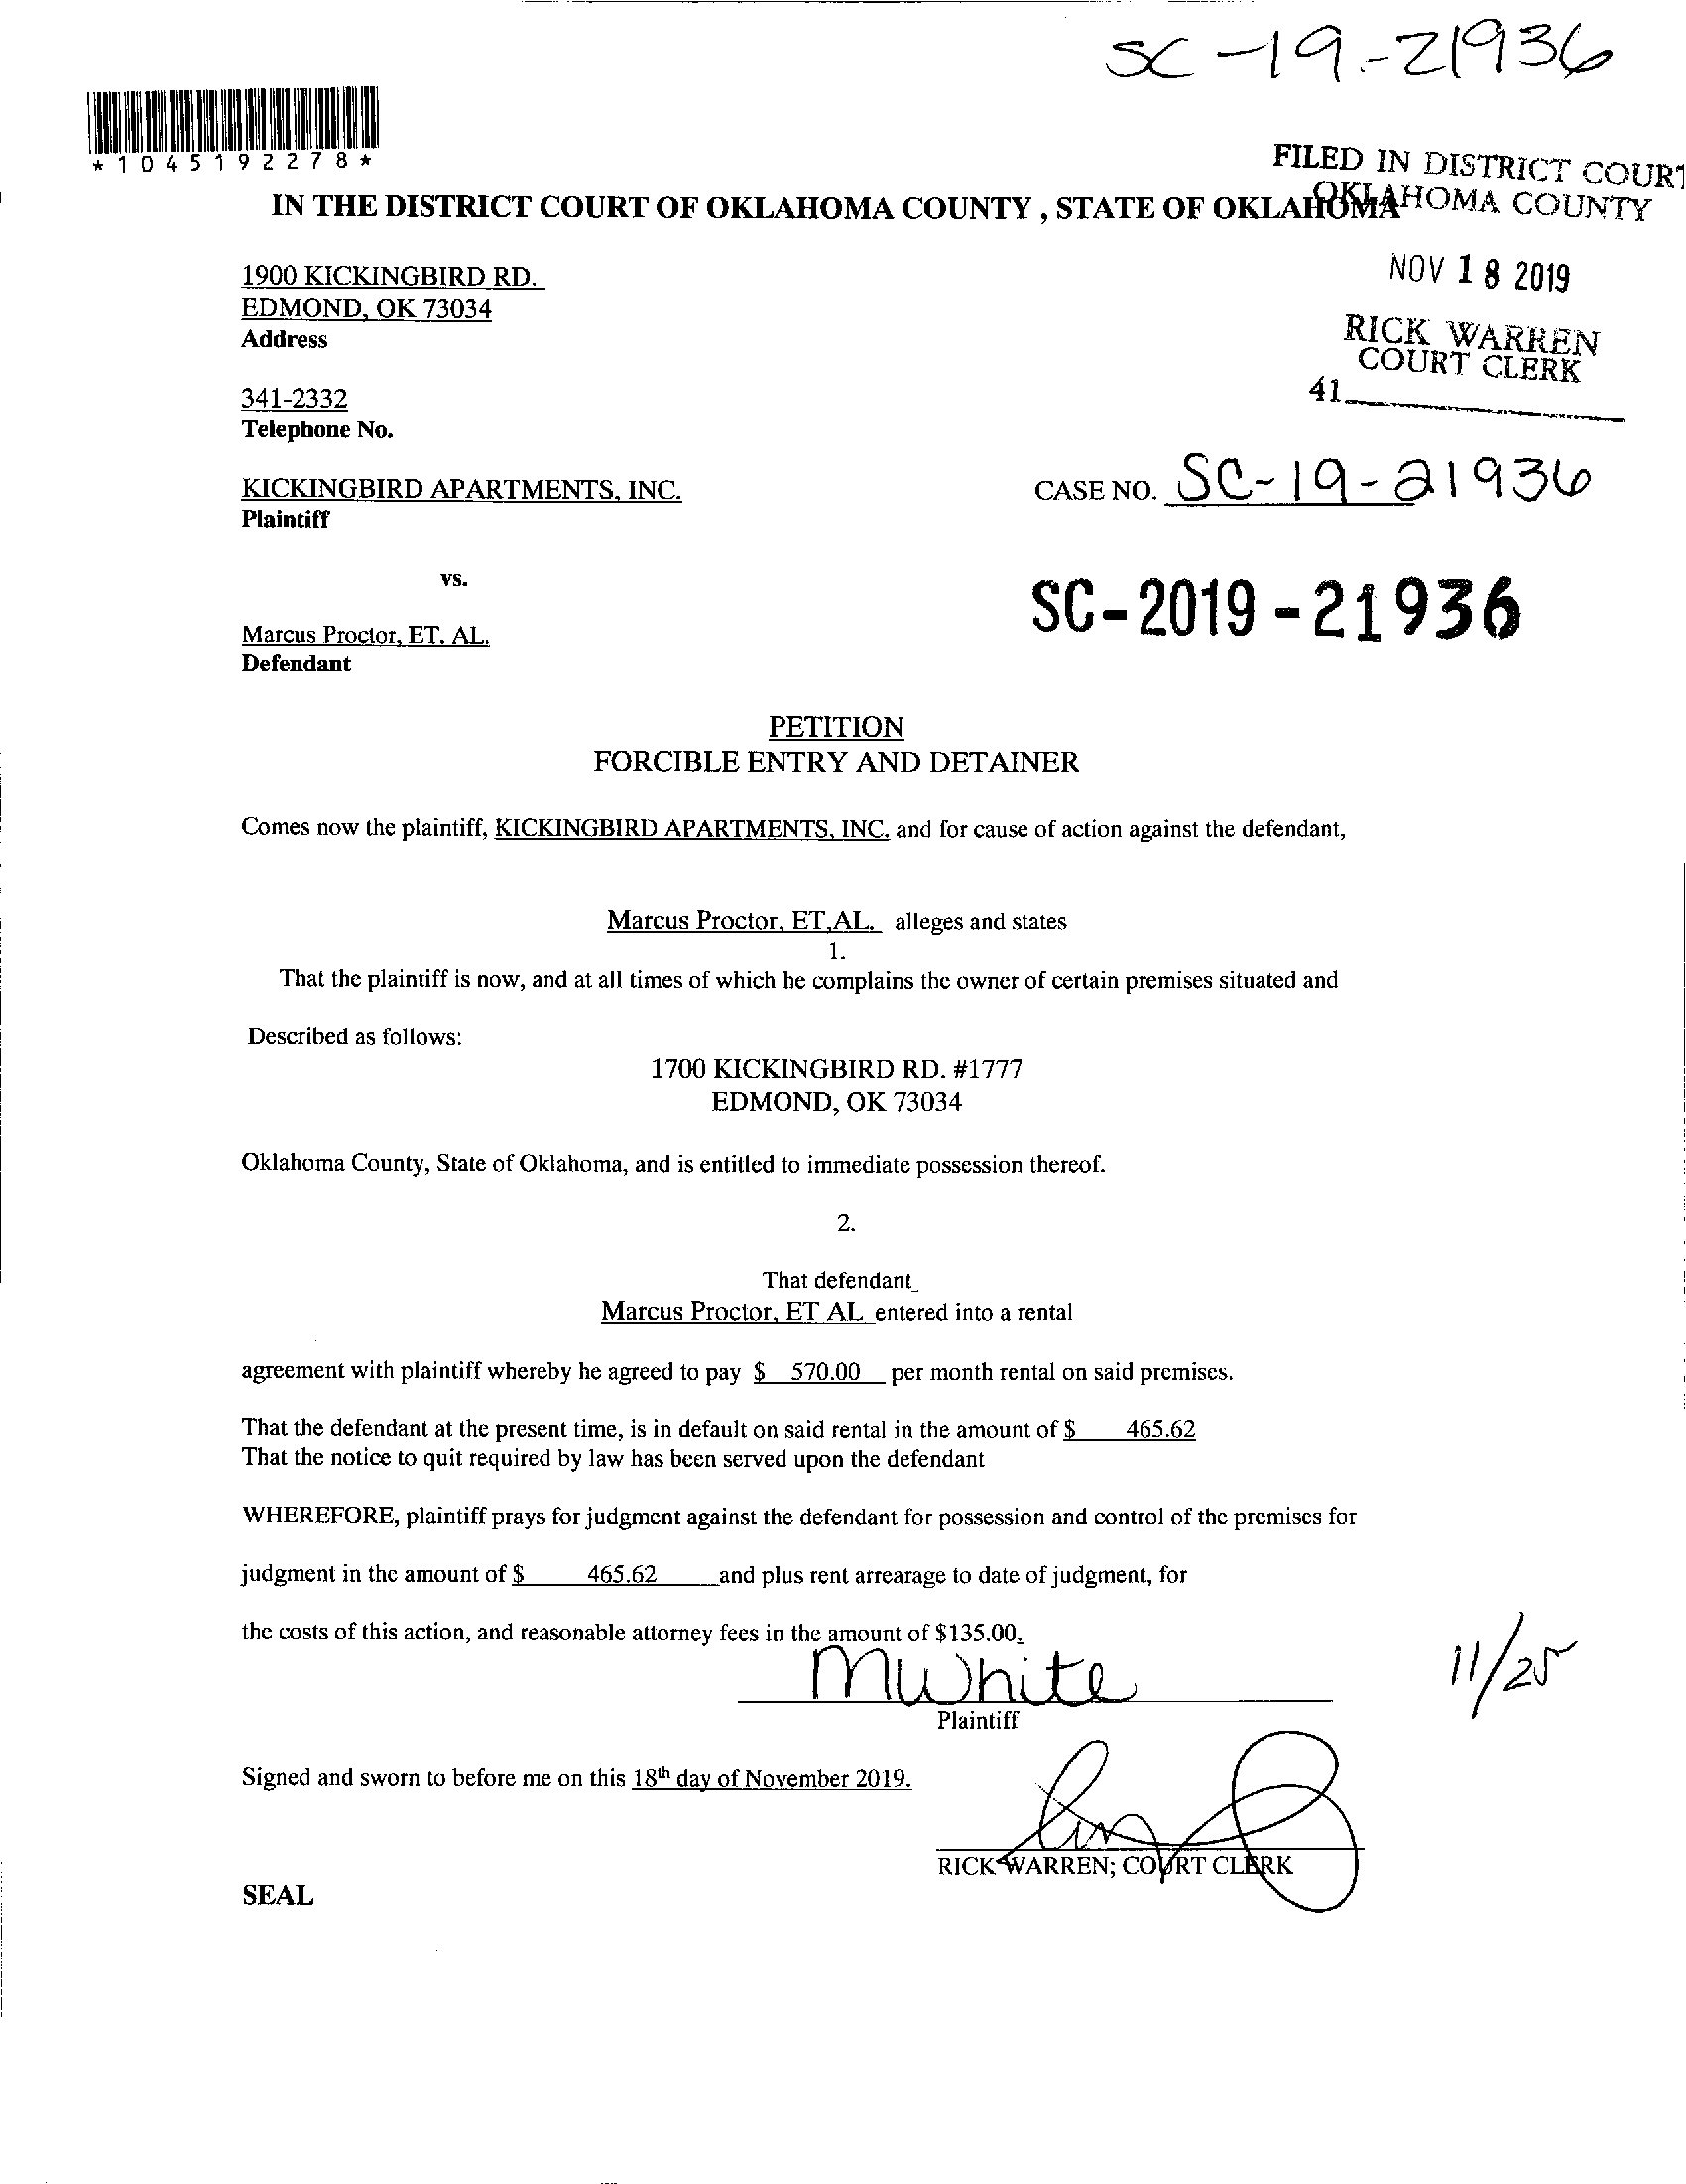 SC-19-21936
*1045192278*
FILED IN DISTRICT COURT
OKLAHOMA COUNTY
IN THE DISTRICT COURT OF OKLAHOMA COUNTY , STATE OF OKLAHOMA
NOV 18 2019
RICK WARREN
COURT CLERK
41
1900 KICKINGBIRD RD.
EDMOND, OK 73034
Address
341-2332
Telephone No.
KICKINGBIRD APARTMENTS, INC.
Plaintiff
CASE NO. SC-19-21936
vs.
SC-2019-21936
Marcus Proctor, ET. AL.
Defendant
PETITION
FORCIBLE ENTRY AND DETAINER
Comes now the plaintiff, KICKINGBIRD APARTMENTS, INC. and for cause of action against the defendant,
Marcus Proctor, ET,AL. alleges and states
1.
That the plaintiff is now, and at all times of which he complains the owner of certain premises situated and
Described as follows:
1700 KICKINGBIRD RD. #1777
EDMOND, OK 73034
Oklahoma County, State of Oklahoma, and is entitled to immediate possession thereof.
2.
That defendant
Marcus Proctor, ET AL entered into a rental
agreement with plaintiff whereby he agreed to pay $ 570.00 per month rental on said premises.
That the defendant at the present time, is in default on said rental in the amount of $ 465.62
That the notice to quit required by law has been served upon the defendant
WHEREFORE, plaintiff prays for judgment against the defendant for possession and control of the premises for
judgment in the amount of $ 465.62 and plus rent arrearage to date of judgment, for
the costs of this action, and reasonable attorney fees in the amount of $135.00.
MWhite
11/25
Plaintiff
Signed and sworn to before me on this 18th day of November 2019.
RICK WARREN; COURT CLERK
SEAL